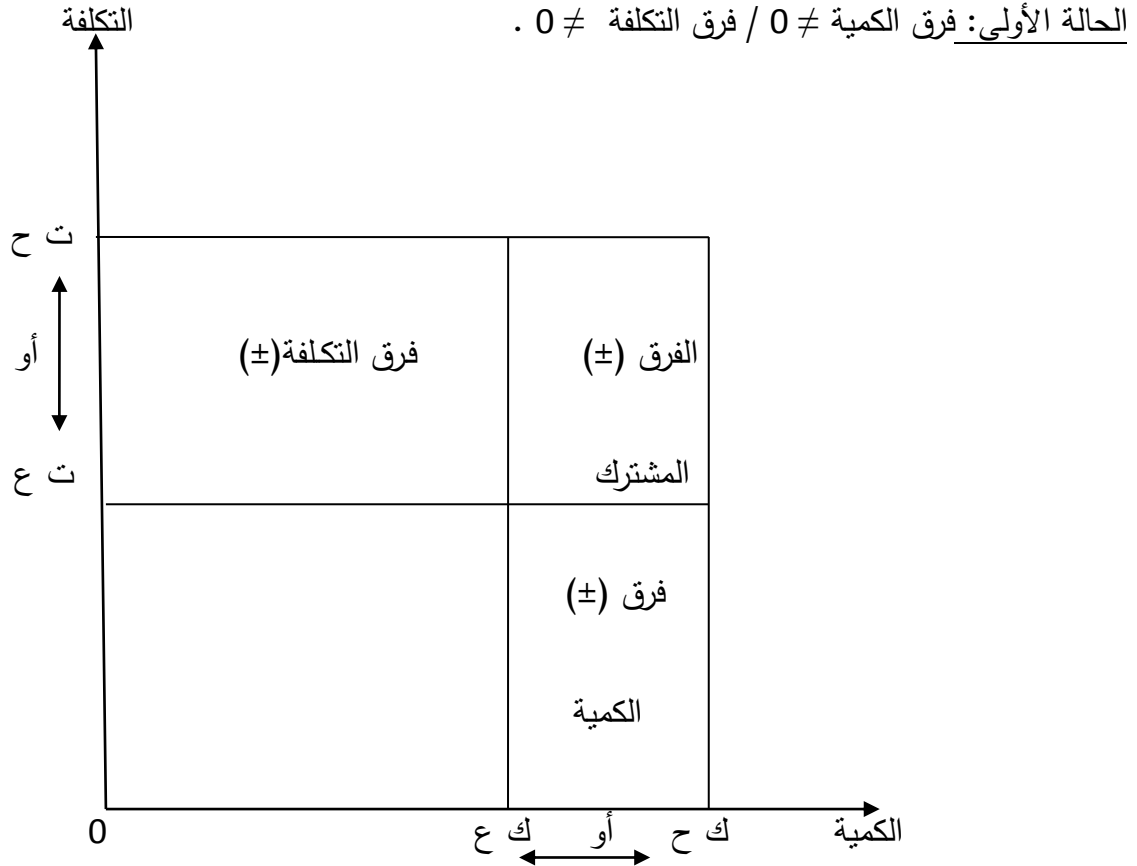 الحالة الأولى: فرق الكمية ≠ 0 / فرق التكلفة ≠ 0 .
التكلفة
ت ح
أو
ت ع
فرق التكلفة(±)
الفرق (±)
المشترك
فرق (±)
الكمية
0
ك ع
أو
ك ح
الكمية